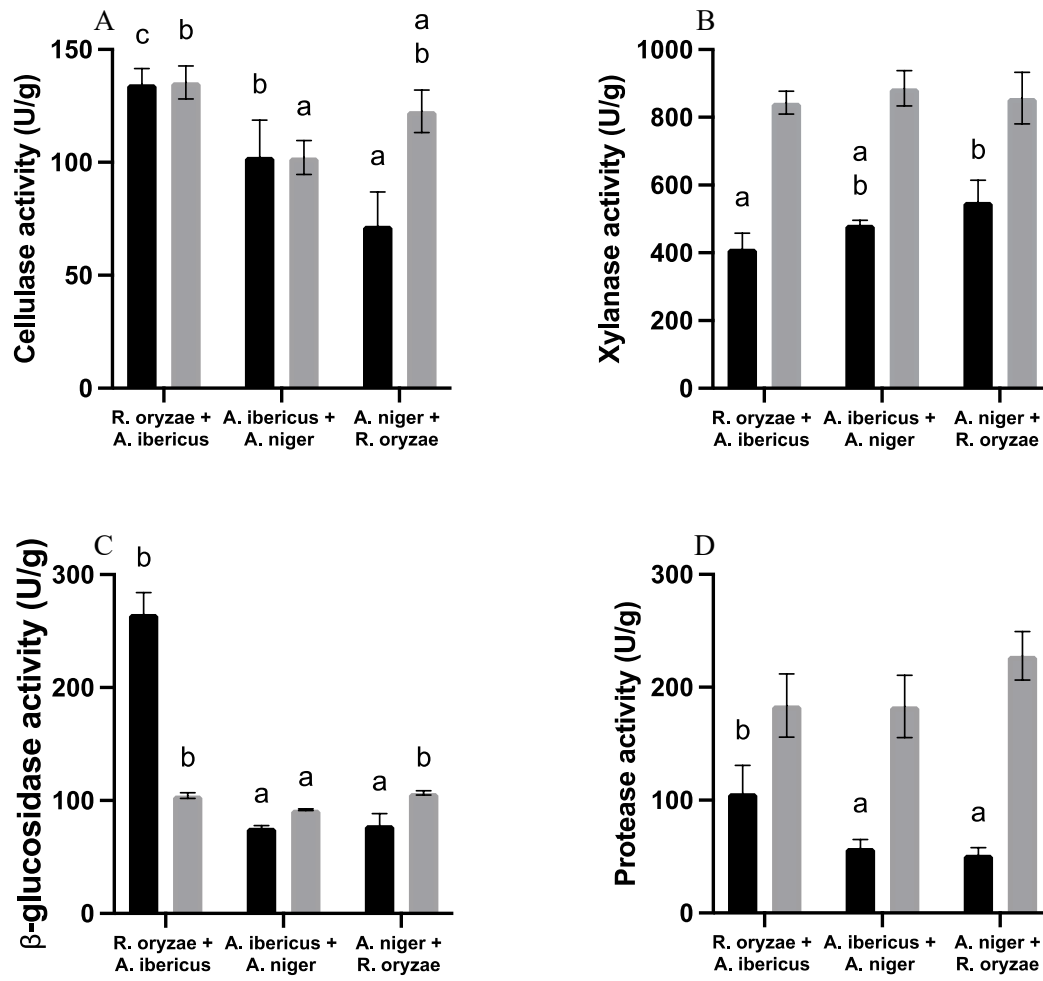 A
Cellulase activity (U/g)
150
100
50
0
c
b
b
a
a
a
b
R. oryzae +
A. ibericus
A. ibericus +
A. niger
A. niger +
R. oryzae
B
Xylanase activity (U/g)
1000
800
600
400
200
0
a
a
b
b
R. oryzae +
A. ibericus
A. ibericus +
A. niger
A. niger +
R. oryzae
C
β-glucosidase activity (U/g)
300
200
100
0
b
b
a
a
a
b
R. oryzae +
A. ibericus
A. ibericus +
A. niger
A. niger +
R. oryzae
D
Protease activity (U/g)
300
200
100
0
b
a
a
R. oryzae +
A. ibericus
A. ibericus +
A. niger
A. niger +
R. oryzae